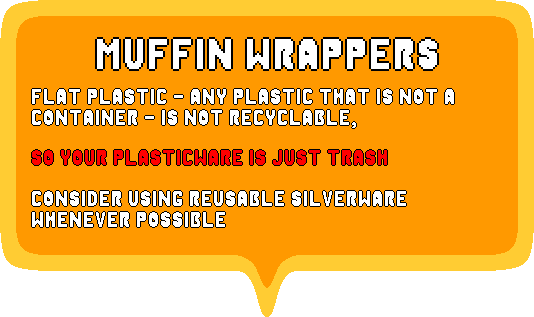 MUFFIN WRAPPERS
FLAT PLASTIC - ANY PLASTIC THAT IS NOT A
CONTAINER - IS NOT RECYCLABLE,
SO YOUR PLASTICWARE IS JUST TRASH
CONSIDER USING REUSABLE SILVERWARE
WHENEVER POSSIBLE